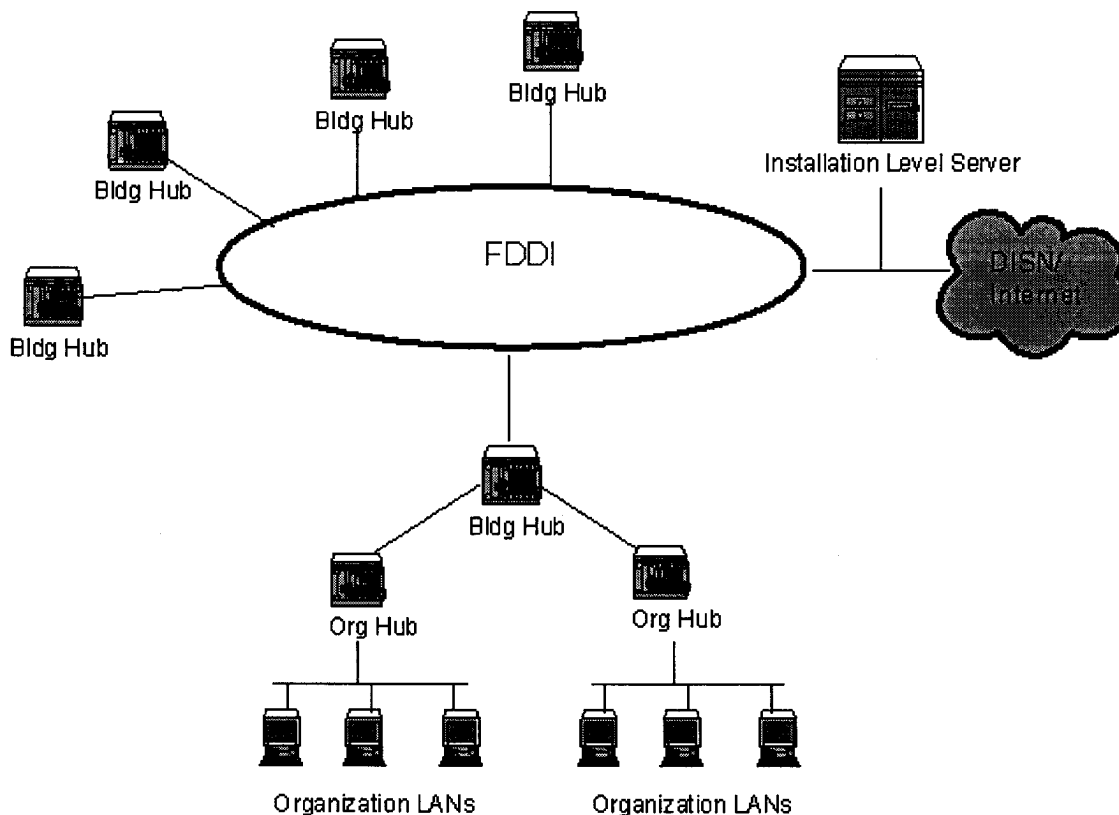 Bldg Hub
Bldg Hub
Bldg Hub
Installation Level Server
FDDI
DISN/
Internet
Bldg Hub
Bldg Hub
Org Hub
Org Hub
Organization LANs
Organization LANs